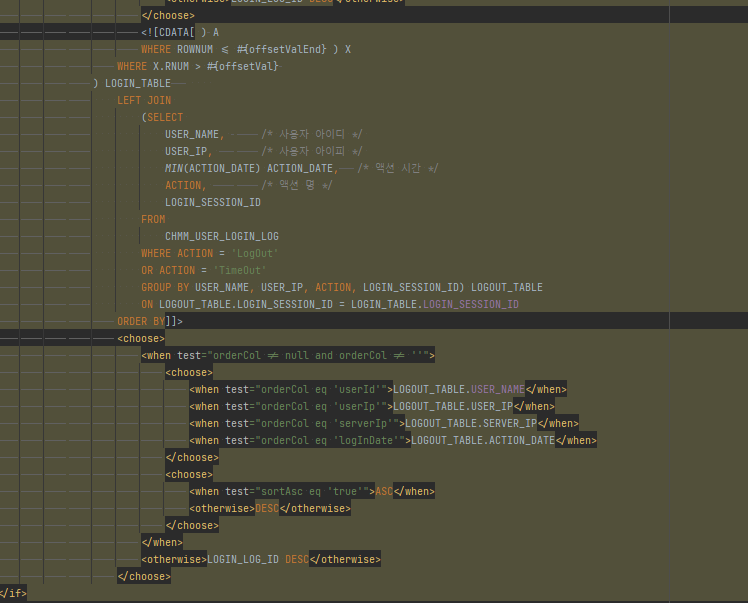 <otherwise>LOGIN_LOG_ID DESC</otherwise>
</choose>
<![CDATA[ ) A
WHERE ROWNUM <= #{offsetValEnd} ) X
WHERE X.RNUM > #{offsetVal}
) LOGIN_TABLE
LEFT JOIN
(SELECT
USER_NAME, /* 사용자 아이디 */
USER_IP, /* 사용자 아이피 */
MIN(ACTION_DATE) ACTION_DATE, /* 액션 시간 */
ACTION, /* 액션 명 */
LOGIN_SESSION_ID
FROM
CHMM_USER_LOGIN_LOG
WHERE ACTION = 'LogOut'
OR ACTION = 'TimeOut'
GROUP BY USER_NAME, USER_IP, ACTION, LOGIN_SESSION_ID) LOGOUT_TABLE
ON LOGOUT_TABLE.LOGIN_SESSION_ID = LOGIN_TABLE.LOGIN_SESSION_ID
ORDER BY]]>
<choose>
<when test="orderCol != null and orderCol != ''">
<choose>
<when test="orderCol eq 'userId'">LOGOUT_TABLE.USER_NAME</when>
<when test="orderCol eq 'userIp'">LOGOUT_TABLE.USER_IP</when>
<when test="orderCol eq 'serverIp'">LOGOUT_TABLE.SERVER_IP</when>
<when test="orderCol eq 'logInDate'">LOGOUT_TABLE.ACTION_DATE</when>
</choose>
<choose>
<when test="sortAsc eq 'true'">ASC</when>
<otherwise>DESC</otherwise>
</choose>
</when>
<otherwise>LOGIN_LOG_ID DESC</otherwise>
</choose>
</if>